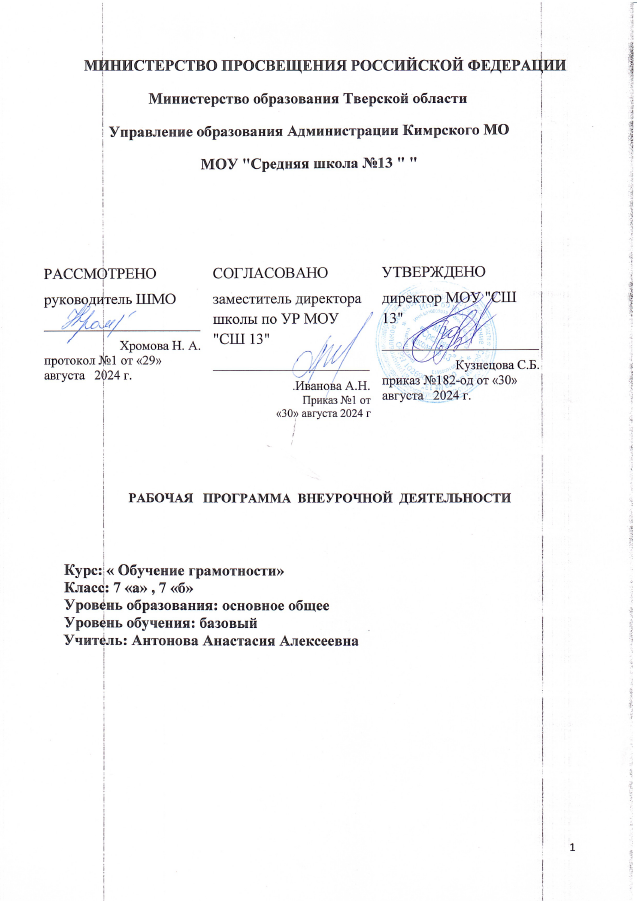 МИНИСТЕРСТВО ПРОСВЕЩЕНИЯ РОССИЙСКОЙ ФЕДЕРАЦИИ
Министерство образования Тверской области
Управление образования Администрации Кимрского МО
МОУ "Средняя школа №13 " "
РАССМОТРЕНО
руководитель ШМО
Хромова Н. А.
протокол №1 от «29»
августа 2024 г.
СОГЛАСОВАНО
заместитель директора
школы по УР МОУ
"СШ 13"
.Иванова А.Н.
Приказ №1 от
«30» августа 2024 г
УТВЕРЖДЕНО
директор МОУ "СШ
13"
Кузнецова С.Б.
приказ №182-од от «30»
августа 2024 г.
РАБОЧАЯ ПРОГРАММА ВНЕУРОЧНОЙ ДЕЯТЕЛЬНОСТИ
Курс: « Обучение грамотности»
Класс: 7 «а» , 7 «б»
Уровень образования: основное общее
Уровень обучения: базовый
Учитель: Антонова Анастасия Алексеевна
1